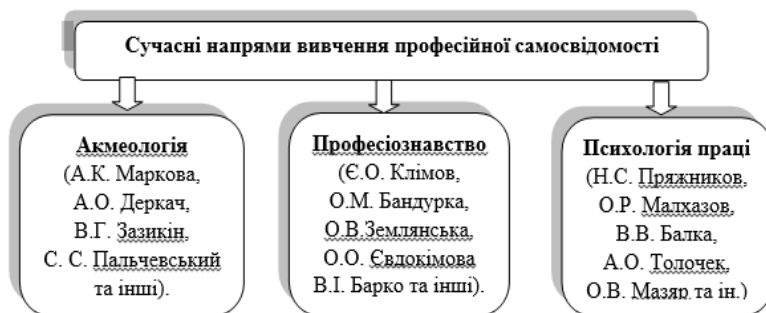 Сучасні напрями вивчення професійної самосвідомості
Акмеологія
(А.К. Маркова,
А.О. Деркач,
В.Г. Зазикін,
С. С. Пальчевський
та інші).
Професіознавство
(Є.О. Клімов,
О.М. Бандурка,
О.В.Землянська,
О.О. Євдокімова
В.І. Барко та інші).
Психологія праці
(Н.С. Пряжников,
О.Р. Малхазов,
В.В. Балка,
А.О. Толочек,
О.В. Мазяр та ін.)